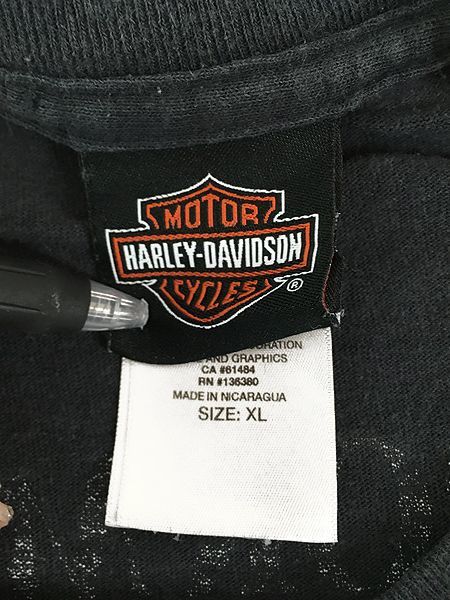 MOTOR
HARLEY-DAVIDSON
CYCLES
®
AND GRAPHICS
CA #61484
RN #136380
MADE IN NICARAGUA
SIZE: XL